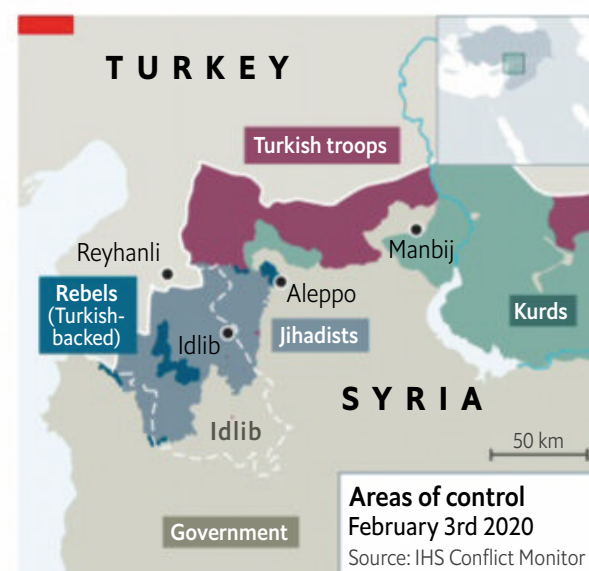 TURKEY
Turkish troops
Reyhanli
Manbij
Rebels
(Turkish-
backed)
Aleppo
Kurds
Idlib
Jihadists
SYRIA
Idlib
50 km
Government
Areas of control
February 3rd 2020
Source: IHS Conflict Monitor